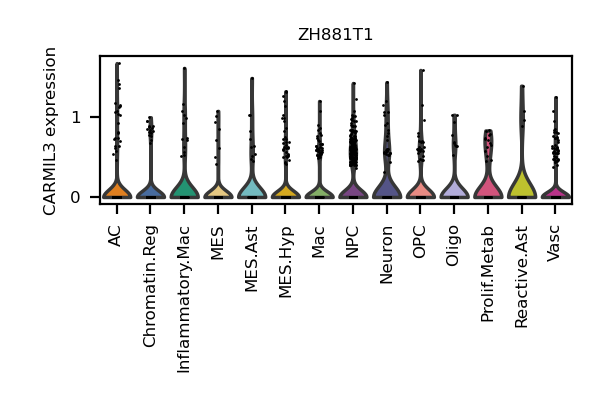 ZH881T1
CARMIL3 expression
1
0
AC
Chromatin.Reg
Inflammatory.Mac
MES
MES.Ast
MES.Hyp
Mac
NPC
Neuron
OPC
Oligo
Prolif.Metab
Reactive.Ast
Vasc